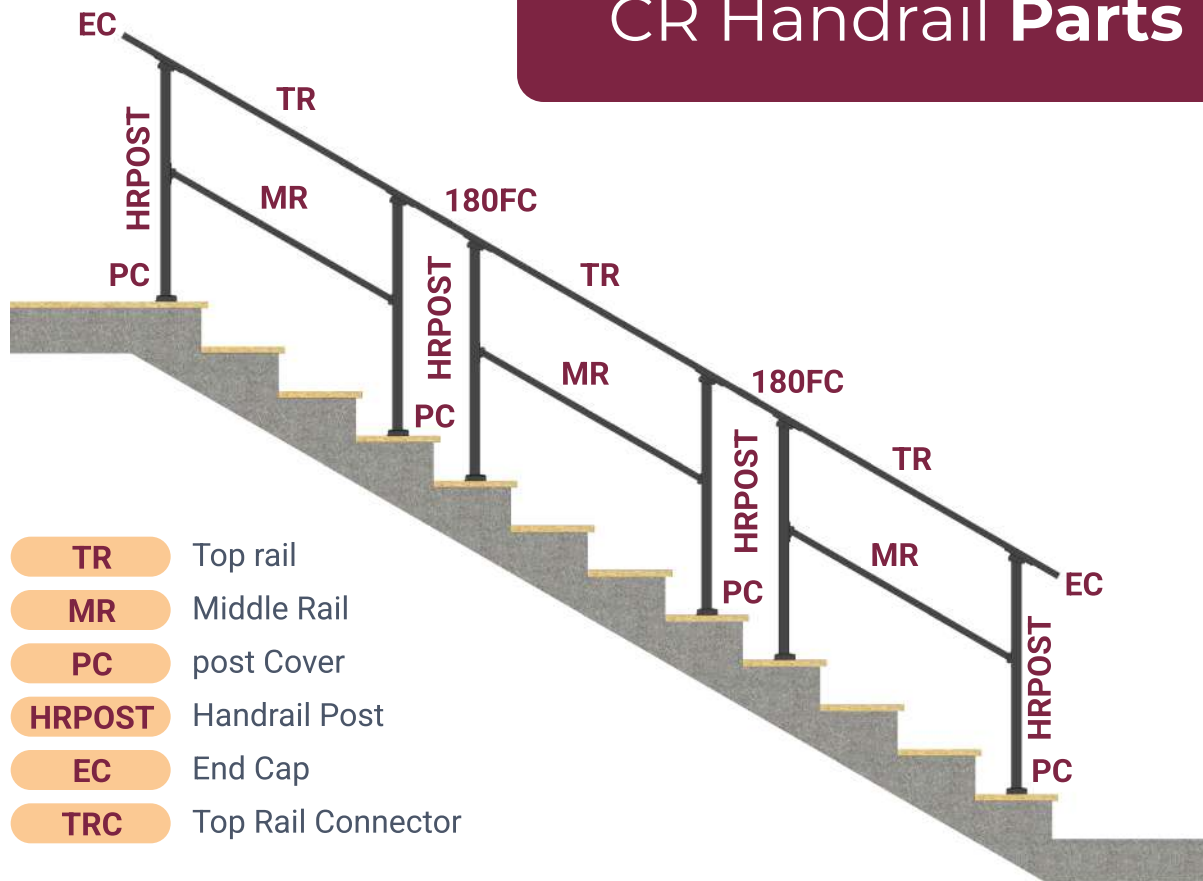 CR Handrail Parts
EC
TR
HRPOST
MR
180FC
PC
HRPOST
TR
MR
180FC
PC
HRPOST
TR
MR
EC
PC
HRPOST
PC
TR Top rail
MR Middle Rail
PC post Cover
HRPOST Handrail Post
EC End Cap
TRC Top Rail Connector